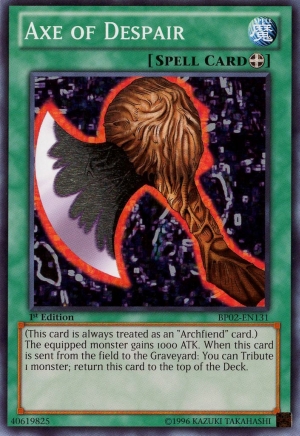 AXE OF DESPAIR
SPELL
魔
[SPELL CARD]
1st Edition
BP02-EN131
(This card is always treated as an "Archfiend" card.)
The equipped monster gains 1000 ATK. When this card
is sent from the field to the Graveyard: You can Tribute
1 monster; return this card to the top of the Deck.
40619825
©1996 KAZUKI TAKAHASHI